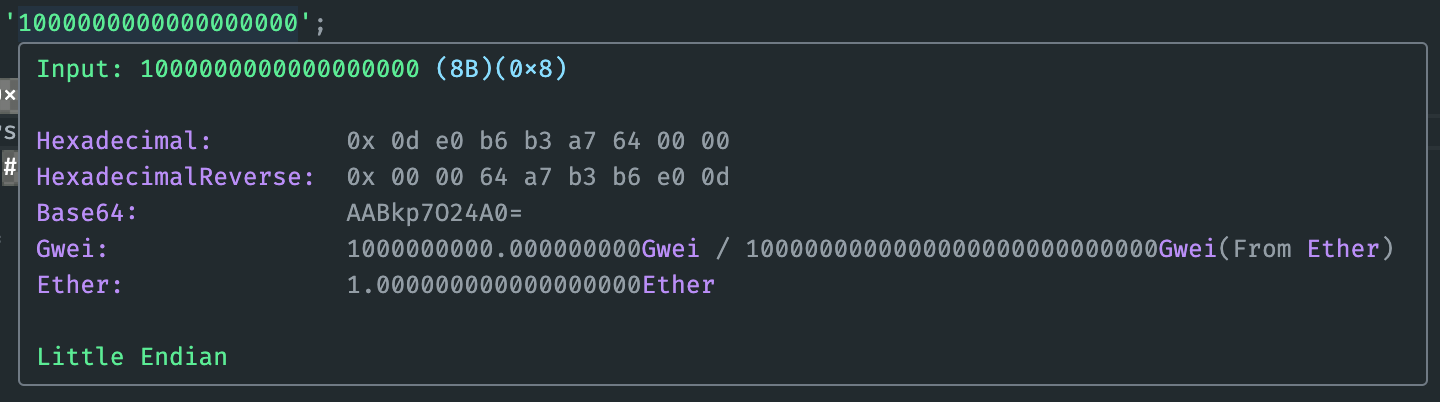 '1000000000000000000';
Input: 1000000000000000000 (8B)(0×8)
Hexadecimal: 0x 0d e0 b6 b3 a7 64 00 00
HexadecimalReverse: 0x 00 00 64 a7 b3 b6 e0 0d
Base64: AABkp7O24A0=
Gwei: 1000000000.000000000Gwei / 1000000000000000000000000000Gwei(From Ether)
Ether: 1.000000000000000000Ether
Little Endian